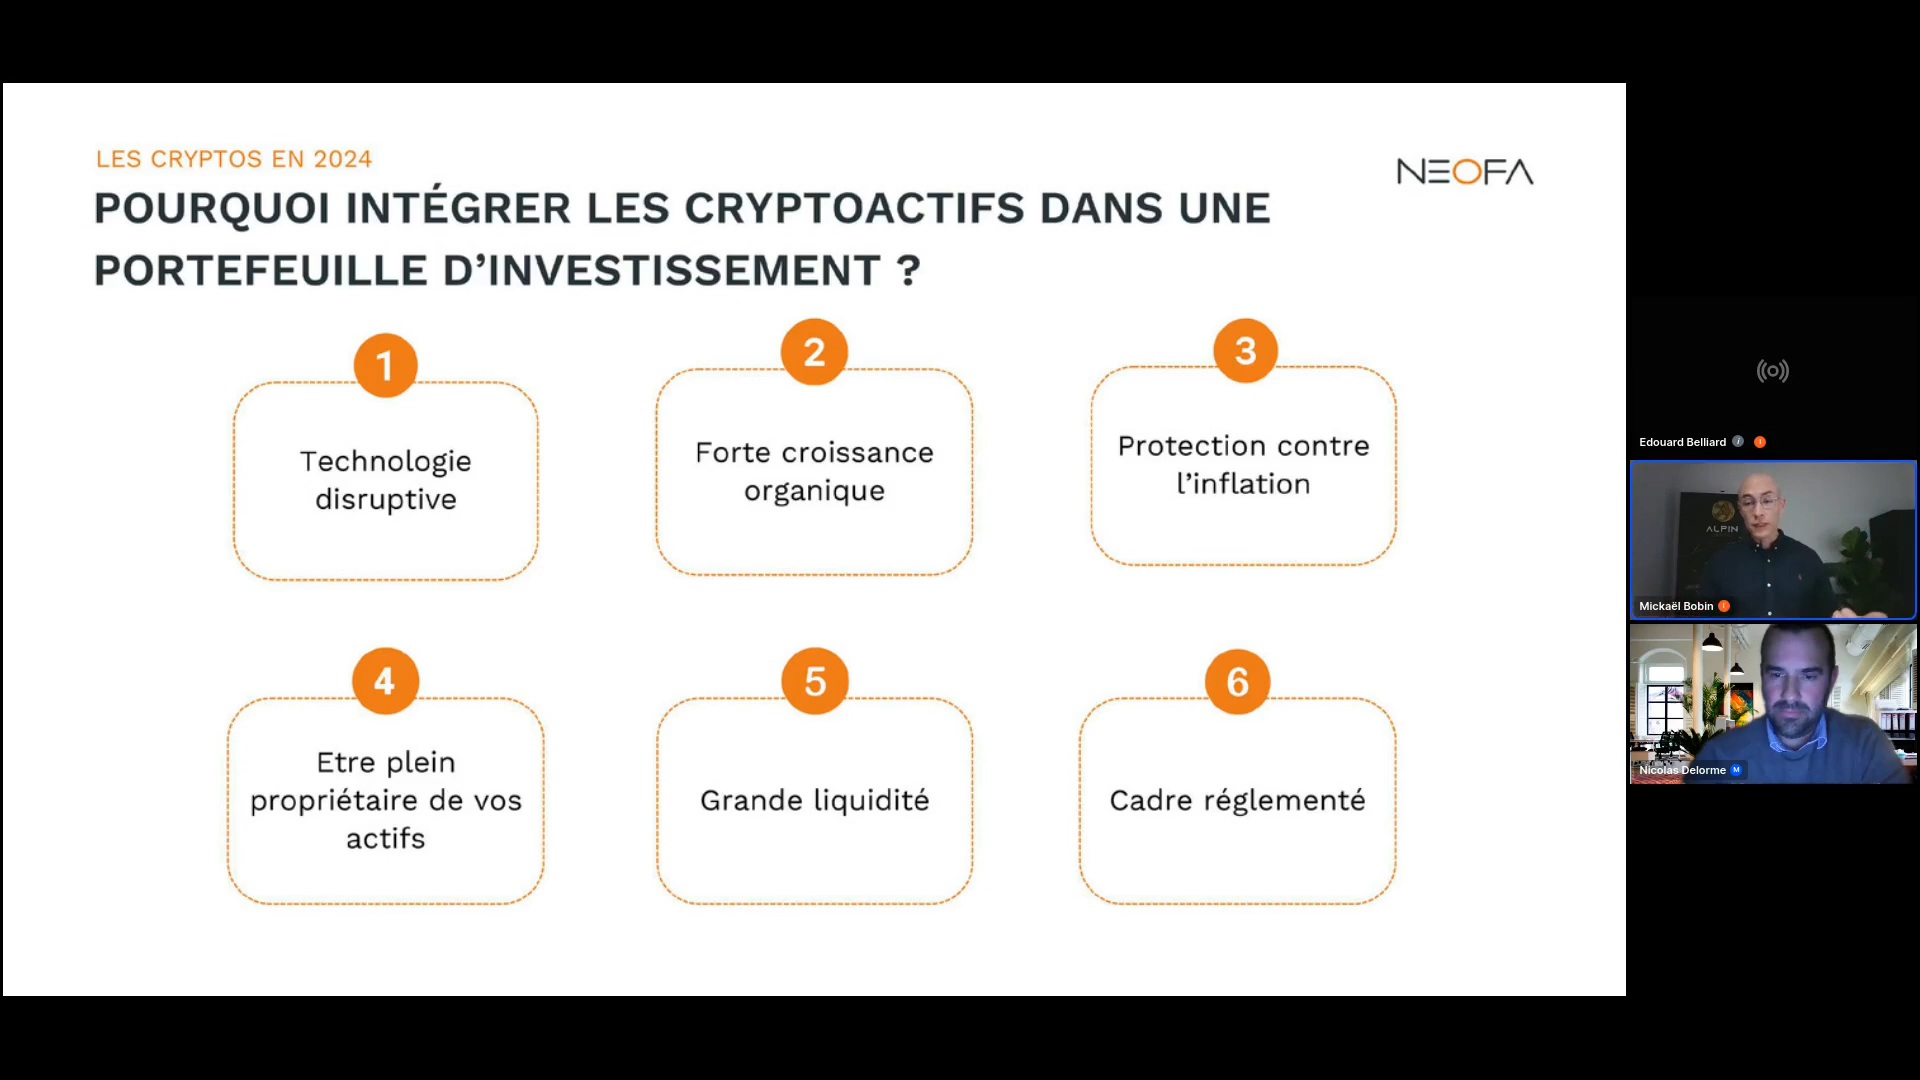 LES CRYPTOS EN 2024
NEOFA
POURQUOI INTÉGRER LES CRYPTOACTIFS DANS UNE
PORTEFEUILLE D’INVESTISSEMENT ?
1
Technologie
disruptive
2
Forte croissance
organique
3
Protection contre
l’inflation
4
Etre plein
propriétaire de vos
actifs
5
Grande liquidité
6
Cadre réglementé
Edouard Belliard
ALPIN
Mickaël Bobin
Nicolas Delorme M